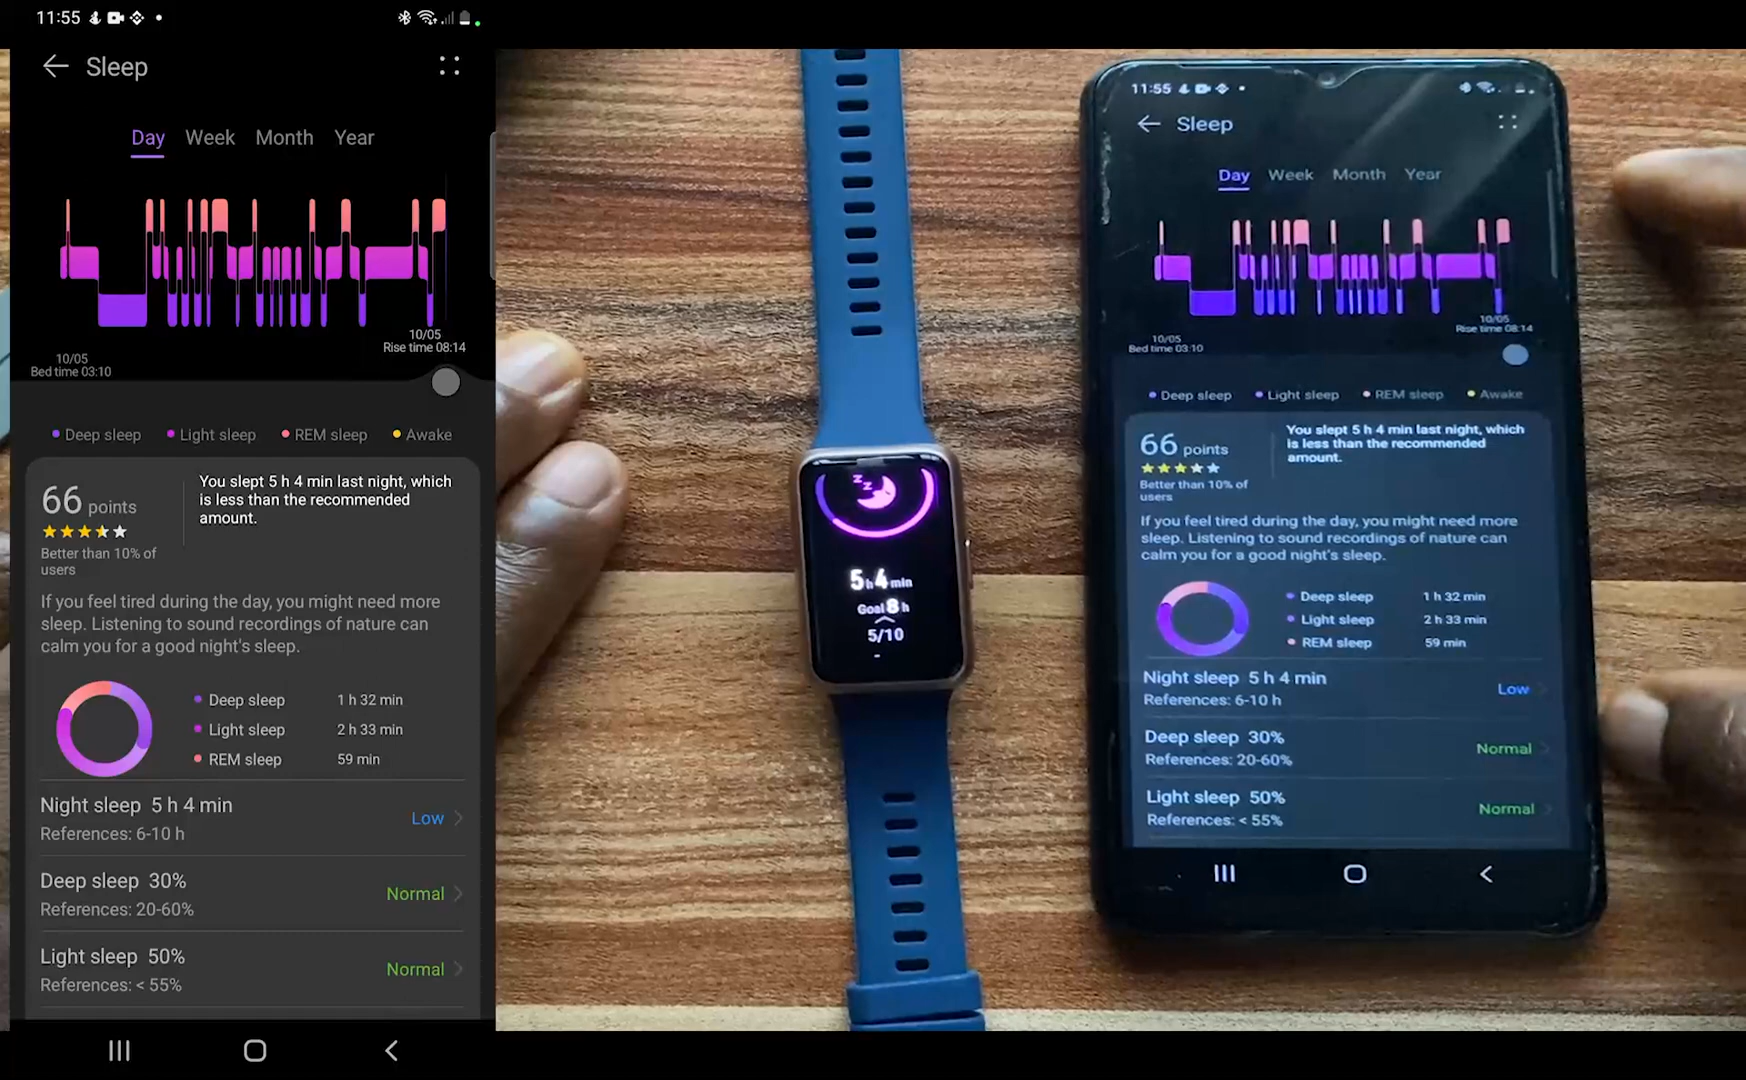 11:55
Sleep
Day Week Month Year
10/05
Rise time 08:14
10/05
Bed time 03:10
Deep sleep Light sleep REM sleep Awake
66 points
Better than 10% of
users
You slept 5 h 4 min last night, which
is less than the recommended
amount.
If you feel tired during the day, you might need more
sleep. Listening to sound recordings of nature can
calm you for a good night's sleep.
Deep sleep 1 h 32 min
Light sleep 2 h 33 min
REM sleep 59 min
Night sleep 5 h 4 min
References: 6-10 h
Low
Deep sleep 30%
References: 20-60%
Normal
Light sleep 50%
References: < 55%
Normal
zzz
5 h 4 min
Goal 8 h
5/10
11:55
Sleep
Day Week Month Year
10/05
Rise time 08:14
10/05
Bed time 03:10
Deep sleep Light sleep REM sleep Awake
66 points
Better than 10% of
users
You slept 5 h 4 min last night, which
is less than the recommended
amount.
If you feel tired during the day, you might need more
sleep. Listening to sound recordings of nature can
calm you for a good night's sleep.
Deep sleep 1 h 32 min
Light sleep 2 h 33 min
REM sleep 59 min
Night sleep 5 h 4 min
References: 6-10 h
Low
Deep sleep 30%
References: 20-60%
Normal
Light sleep 50%
References: < 55%
Normal